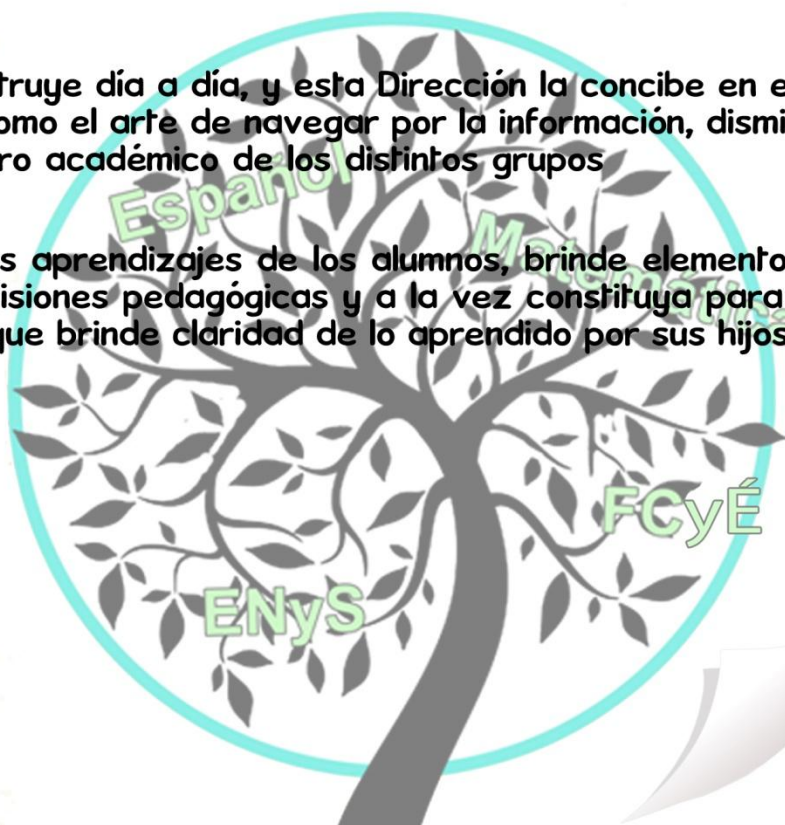 truye día a día, y esta Dirección la concibe en e
omo el arte de navegar por la información, dismi
ro académico de los distintos grupos
Español
Matemática
s aprendizajes de los alumnos, brinde elemento
isiones pedagógicas y a la vez constituya para
que brinde claridad de lo aprendido por sus hijos
FCyÉ
ENyS